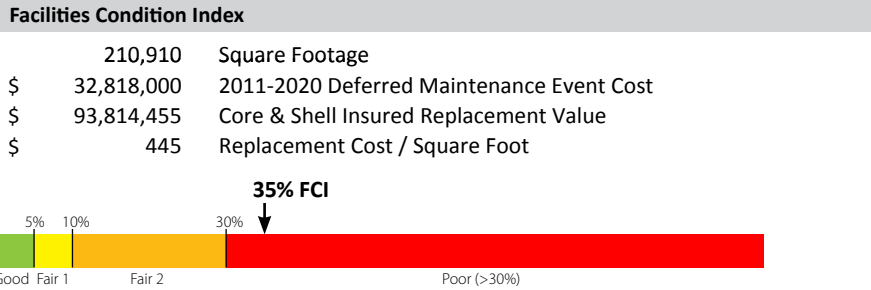 Facilities Condition Index
210,910 Square Footage
$ 32,818,000 2011-2020 Deferred Maintenance Event Cost
$ 93,814,455 Core & Shell Insured Replacement Value
$ 445 Replacement Cost / Square Foot
35% FCI
5% 10% 30%
Good Fair 1 Fair 2 Poor (>30%)